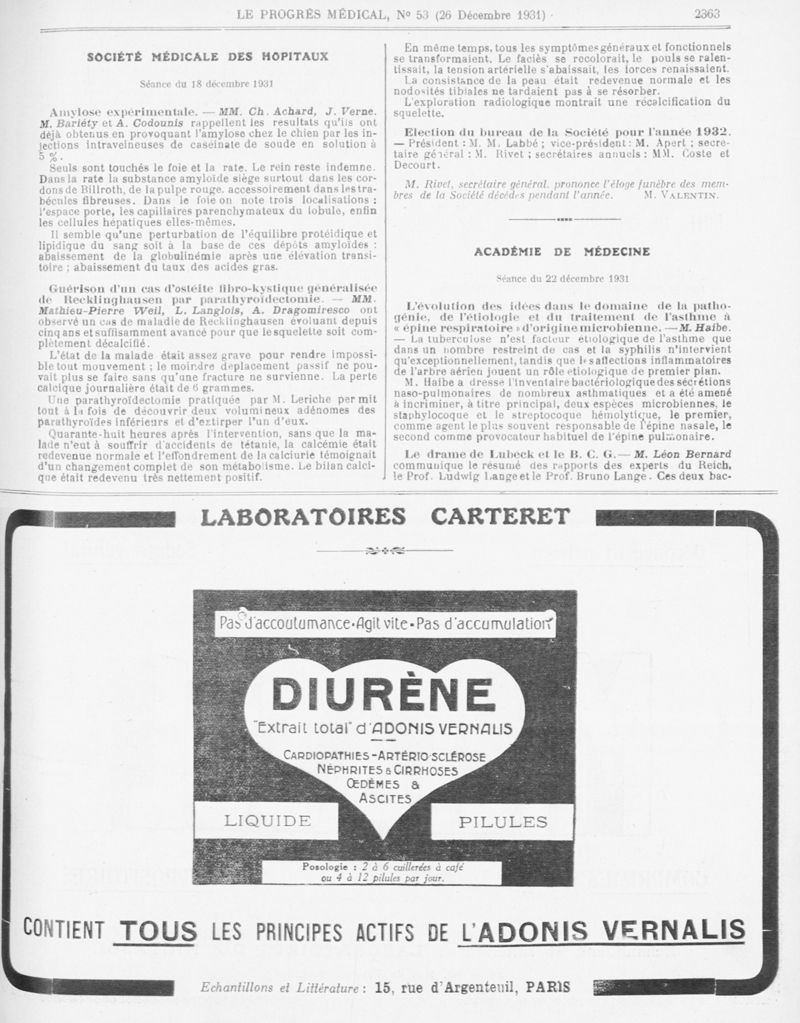 LE PROGRÈS MÉDICAL, N° 53 (26 Décembre 1931)
2363
SOCIÉTÉ MÉDICALE DES HOPITAUX
Séance du 18 décembre 1931
Amylose expérimentale. — MM. Ch. Achard, J. Verne,
M. Bariéty et A. Codounis rappellent les résultats qu'ils ont
déjà obtenus en provoquant l'amylose chez le chien par les in-
jections intraveineuses de caséinate de soude en solution à
5 %.
Seuls sont touchés le foie et la rate. Le rein reste indemne.
Dans la rate la substance amyloïde siège surtout dans les cor-
dons de Billroth, de la pulpe rouge, accessoirement dans les tra-
bécules fibreuses. Dans le foie on note trois localisations :
l'espace porte, les capillaires parenchymateux du lobule, enfin
les cellules hépatiques elles-mêmes.
Il semble qu'une perturbation de l'équilibre protéidique et
lipidique du sang soit à la base de ces dépôts amyloïdes :
abaissement de la globulinémie après une élévation transi-
toire ; abaissement du taux des acides gras.
Guérison d'un cas d'ostéite fibro-kystique généralisée
de Recklinghausen par parathyroïdectomie. — MM.
Mathieu-Pierre Weil, L. Langlois, A. Dragomiresco ont
observé un cas de maladie de Recklinghausen évoluant depuis
cinq ans et suffisamment avancé pour que le squelette soit com-
plètement décalcifié.
L'état de la malade était assez grave pour rendre impossi-
ble tout mouvement ; le moindre déplacement passif ne pou-
vait plus se faire sans qu'une fracture ne survienne. La perte
calcique journalière était de 6 grammes.
Une parathyroïdectomie pratiquée par M. Leriche permit
tout à la fois de découvrir deux volumineux adénomes des
parathyroïdes inférieurs et d'extirper l'un d'eux.
Quarante-huit heures après l'intervention, sans que la ma-
lade n'eut à souffrir d'accidents de tétanie, la calcémie était
redevenue normale et l'effondrement de la calciurie témoignait
d'un changement complet de son métabolisme. Le bilan calci-
que était redevenu très nettement positif.
En même temps, tous les symptômes généraux et fonctionnels
se transformaient. Le faciès se recolorait, le pouls se ralen-
tissait, la tension artérielle s'abaissait, les forces renaissaient.
La consistance de la peau était redevenue normale et les
nodosités tibiales ne tardaient pas à se résorber.
L'exploration radiologique montrait une récalcification du
squelette.
Election du bureau de la Société pour l'année 1932.
— Président : M. M. Labbé ; vice-président : M. Apert ; secré-
taire général : M. Rivet ; secrétaires annuels : MM. Coste et
Decourt.
M. Rivet, secrétaire général, prononce l'éloge funèbre des mem-
bres de la Société décédés pendant l'année. M. VALENTIN.
ACADÉMIE DE MÉDECINE
Séance du 22 décembre 1931
L'évolution des idées dans le domaine de la patho-
génie, de l'étiologie et du traitement de l'asthme à
« épine respiratoire » d'origine microbienne. — M. Haibe.
— La tuberculose n'est facteur étiologique de l'asthme que
dans un nombre restreint de cas et la syphilis n'intervient
qu'exceptionnellement, tandis que les affections inflammatoires
de l'arbre aérien jouent un rôle étiologique de premier plan.
M. Haibe a dressé l'inventaire bactériologique des sécrétions
naso-pulmonaires de nombreux asthmatiques et a été amené
à incriminer, à titre principal, deux espèces microbiennes, le
staphylocoque et le streptocoque hémolytique, le premier,
comme agent le plus souvent responsable de l'épine nasale, le
second comme provocateur habituel de l'épine pulmonaire.
Le drame de Lubeck et le B. C. G. — M. Léon Bernard
communique le résumé des rapports des experts du Reich,
le Prof. Ludwig Lange et le Prof. Bruno Lange. Ces deux bac-
LABORATOIRES CARTERET
Pas d'accoutumance • Agit vite • Pas d'accumulation
DIURÈNE
"Extrait total" d'ADONIS VERNALIS
CARDIOPATHIES - ARTÉRIO-SCLÉROSE
NÉPHRITES & CIRRHOSES
ŒDÈMES &
ASCITES
LIQUIDE
PILULES
Posologie : 2 à 6 cuillerées à café
ou 4 à 12 pilules par jour.
CONTIENT TOUS LES PRINCIPES ACTIFS DE L'ADONIS VERNALIS
Echantillons et Littérature : 15, rue d'Argenteuil, PARIS